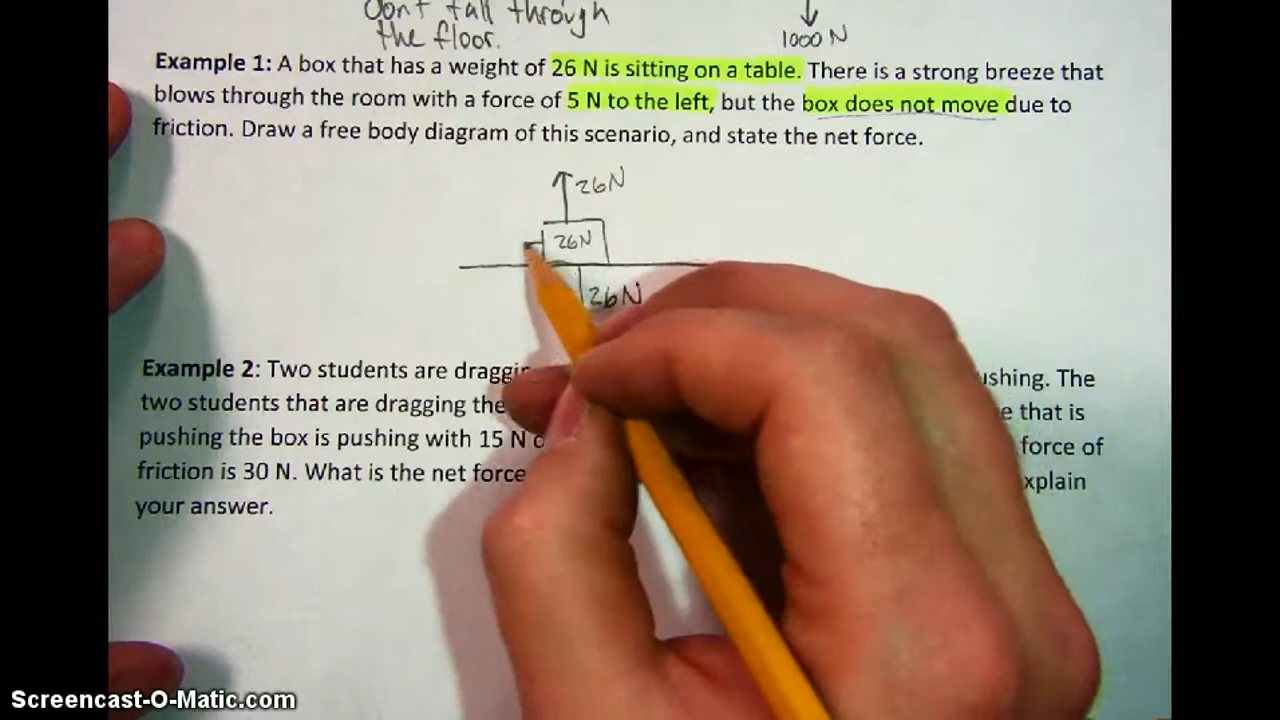 Dont fall through
the floor.
1000 N
Example 1: A box that has a weight of 26 N is sitting on a table. There is a strong breeze that
blows through the room with a force of 5 N to the left, but the box does not move due to
friction. Draw a free body diagram of this scenario, and state the net force.
26N
26N
26N
Example 2: Two students are ushing. The
two students that are dragging the that is
pushing the box is pushing with 15 N force of
friction is 30 N. What is the net force xplain
your answer.
Screencast-O-Matic.com